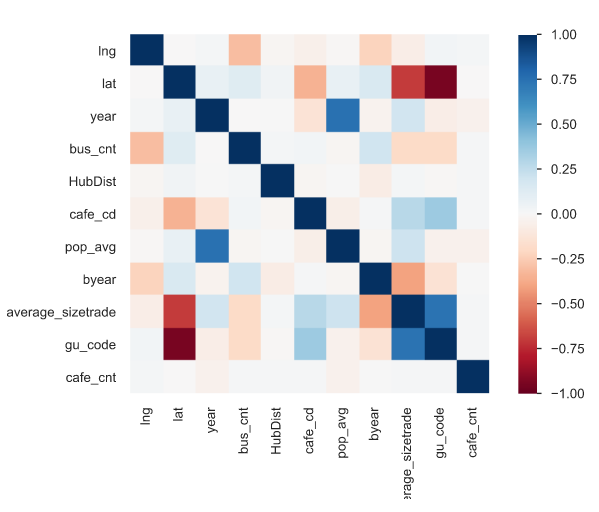 lng
lat
year
bus_cnt
HubDist
cafe_cd
pop_avg
byear
average_sizetrade
gu_code
cafe_cnt
lng
lat
year
bus_cnt
HubDist
cafe_cd
pop_avg
byear
erage_sizetrade
gu_code
cafe_cnt
1.00
0.75
0.50
0.25
0.00
−0.25
−0.50
−0.75
−1.00